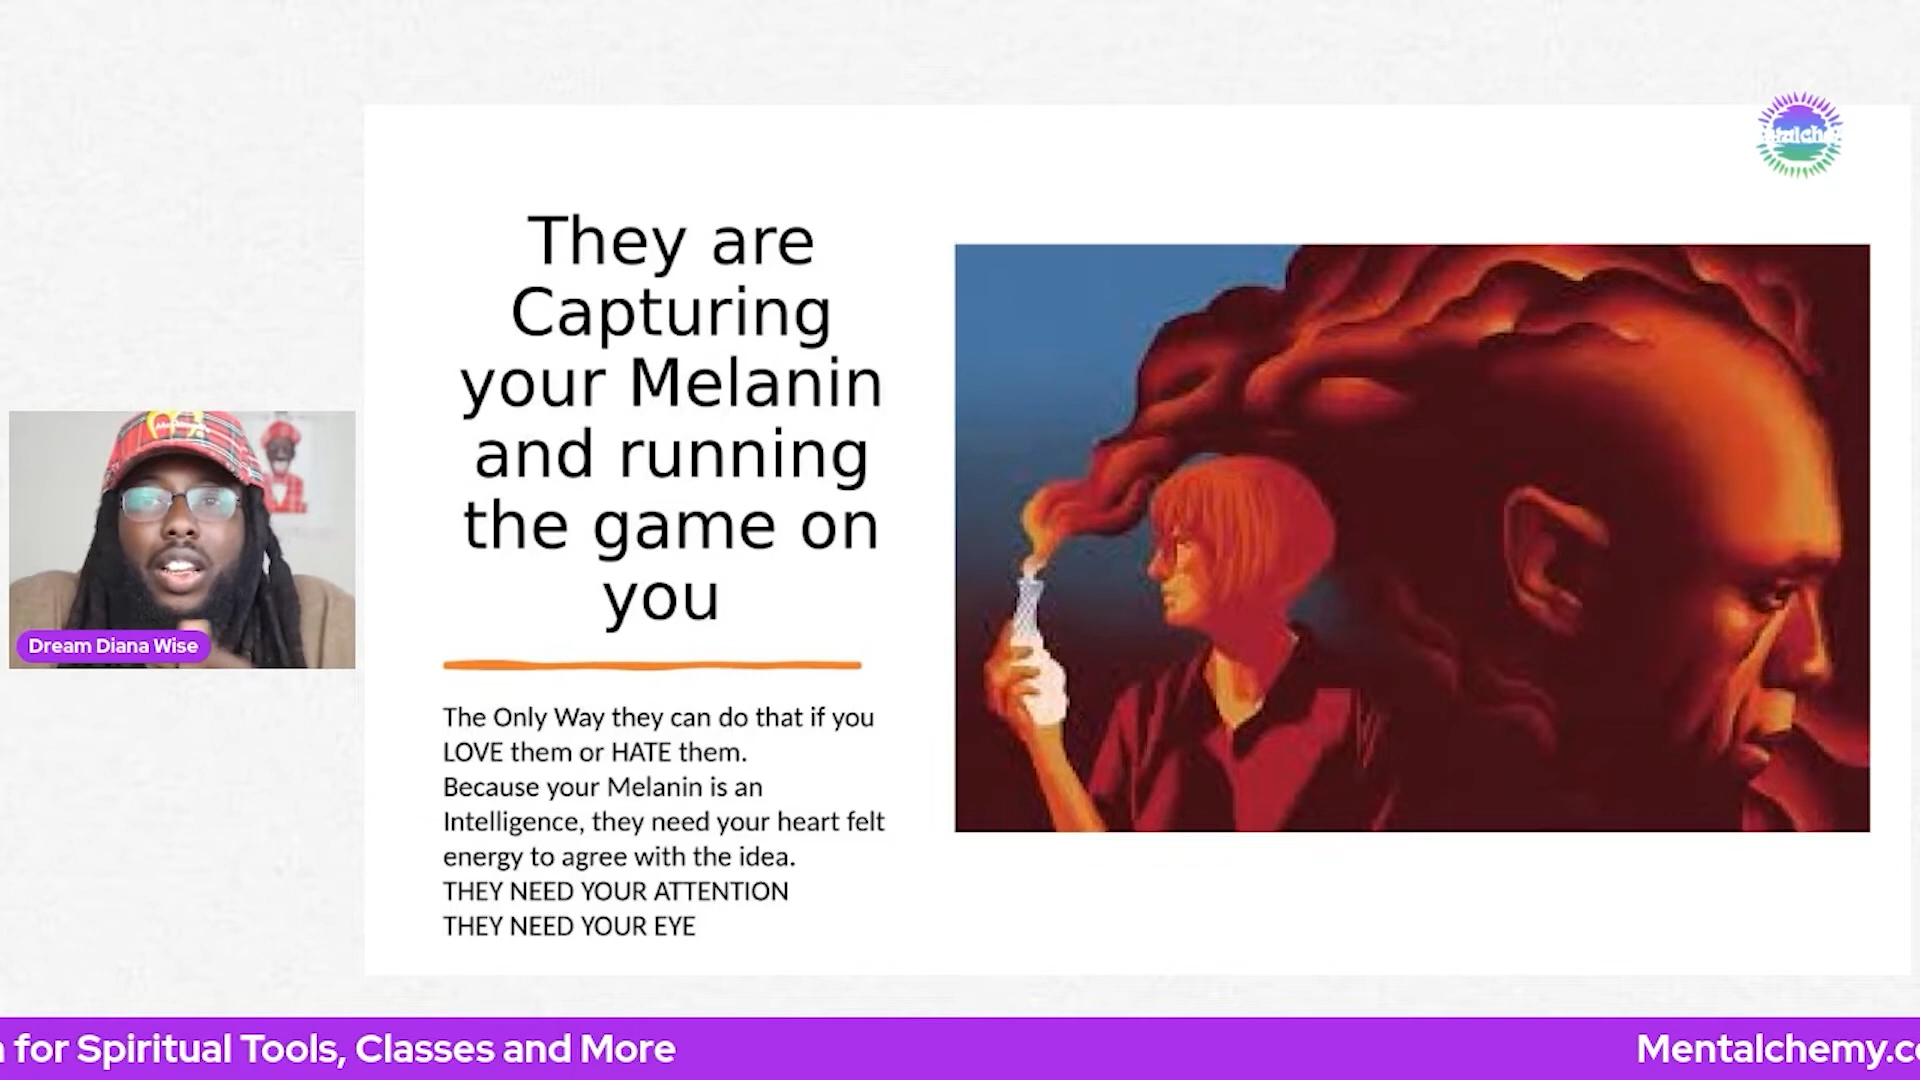 They are
Capturing
your Melanin
and running
the game on
you
The Only Way they can do that if you
LOVE them or HATE them.
Because your Melanin is an
Intelligence, they need your heart felt
energy to agree with the idea.
THEY NEED YOUR ATTENTION
THEY NEED YOUR EYE
Dream Diana Wise
for Spiritual Tools, Classes and More